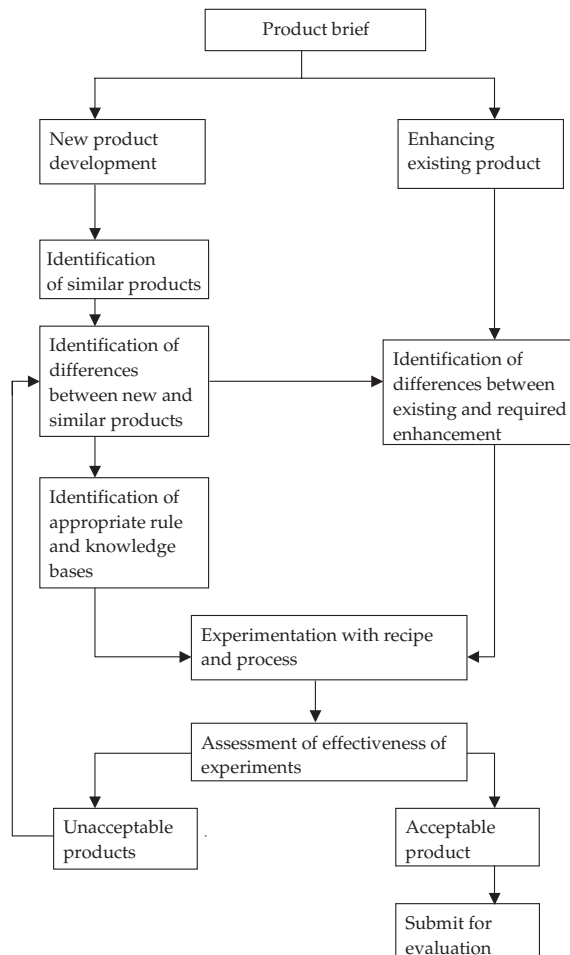 Product brief
New product
development
Enhancing
existing product
Identification
of similar products
Identification of
differences
between new and
similar products
Identification of
differences between
existing and required
enhancement
Identification of
appropriate rule
and knowledge
bases
Experimentation with recipe
and process
Assessment of effectiveness of
experiments
Unacceptable
products
Acceptable
product
Submit for
evaluation